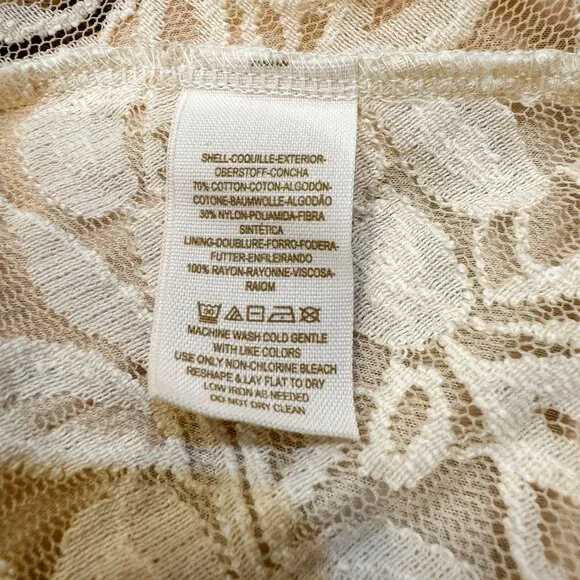 SHELL-COQUILLE-EXTERIOR-
OBERSTOFF-CONCHA
70% COTTON-COTON-ALGODÓN-
COTONE-BAUMWOLLE-ALGODÃO
30% NYLON-POLIAMIDA-FIBRA
SINTÉTICA
LINING-DOUBLURE-FORRO-FODERA-
FUTTER-ENFILEIRANDO
100% RAYON-RAYONNE-VISCOSA-
RAIOM
MACHINE WASH COLD GENTLE
WITH LIKE COLORS
USE ONLY NON-CHLORINE BLEACH
RESHAPE & LAY FLAT TO DRY
LOW IRON AS NEEDED
DO NOT DRY CLEAN